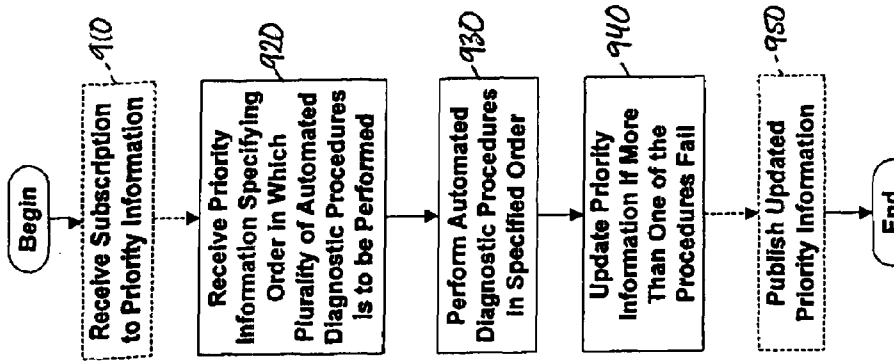 Begin
910
Receive Subscription
to Priority Information
920
Receive Priority
Information Specifying
Order in Which
Plurality of Automated
Diagnostic Procedures
is to be Performed
930
Perform Automated
Diagnostic Procedures
in Specified Order
940
Update Priority
Information If More
Than One of the
Procedures Fail
950
Publish Updated
Priority Information
End